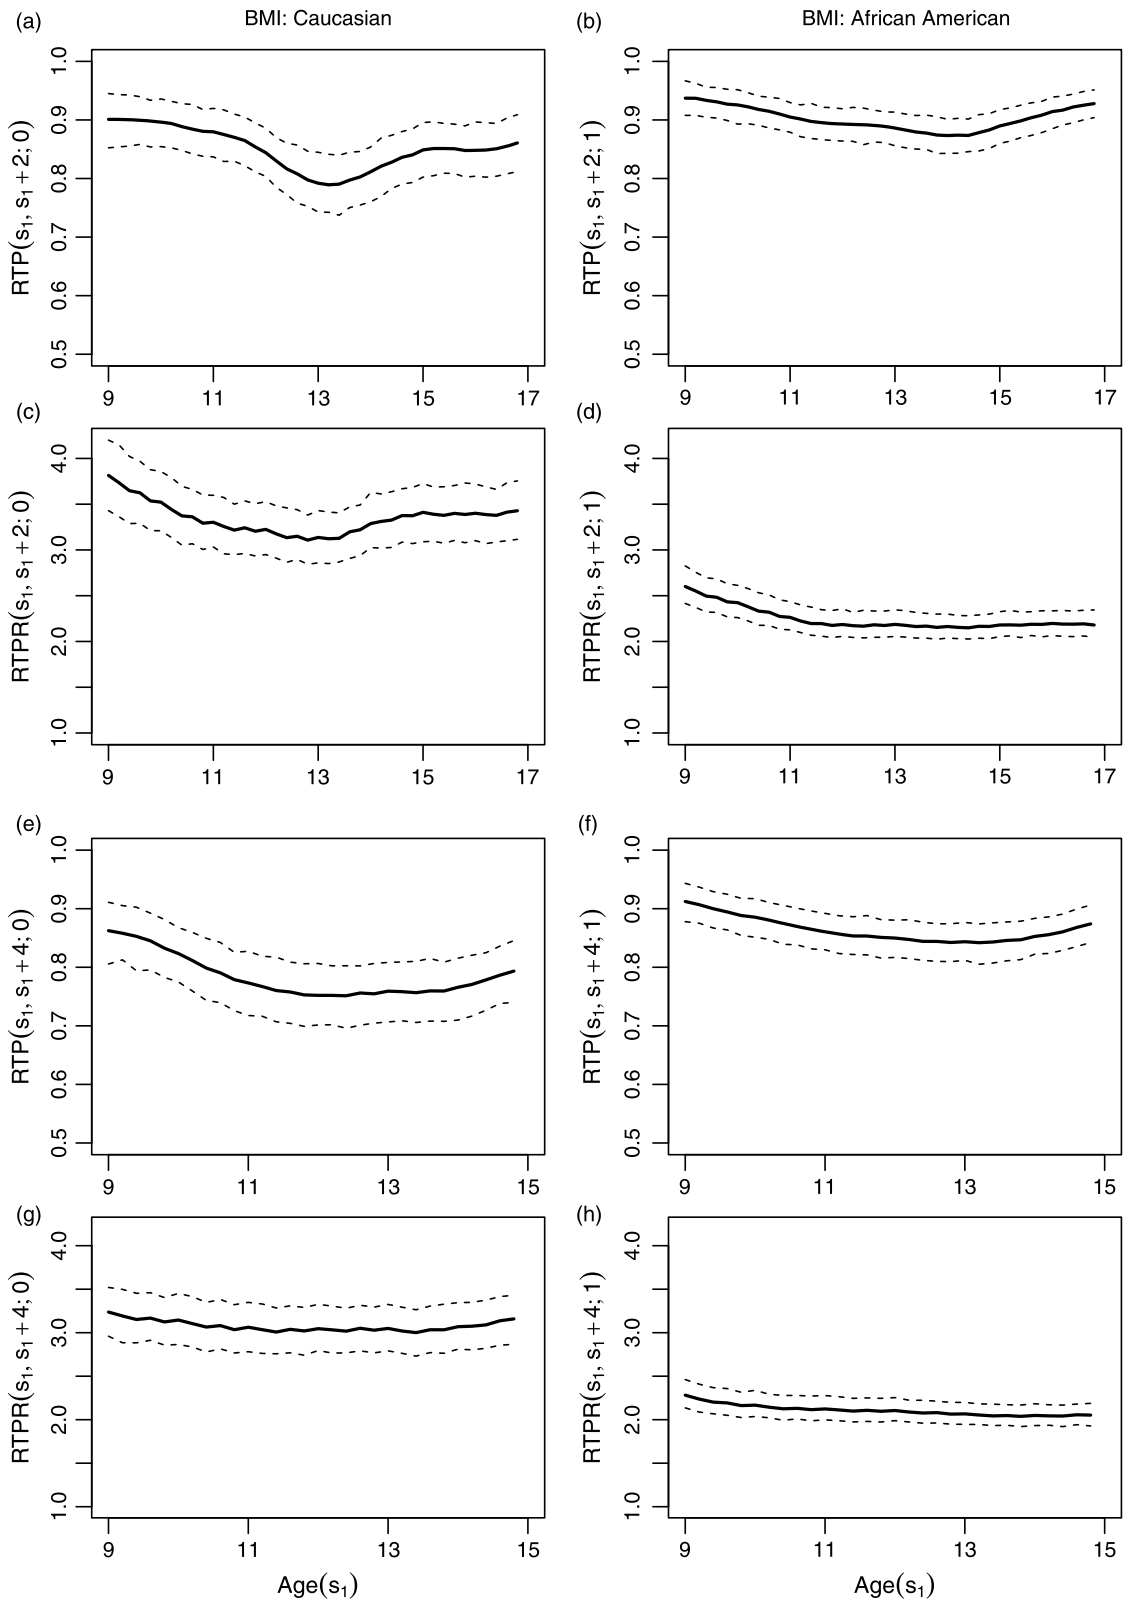 (a) BMI: Caucasian
RTP(s₁, s₁+2; 0)
1.0
0.9
0.8
0.7
0.6
0.5
9 11 13 15 17
(b) BMI: African American
RTP(s₁, s₁+2; 1)
1.0
0.9
0.8
0.7
0.6
0.5
9 11 13 15 17
(c)
RTPR(s₁, s₁+2; 0)
4.0
3.0
2.0
1.0
9 11 13 15 17
(d)
RTPR(s₁, s₁+2; 1)
4.0
3.0
2.0
1.0
9 11 13 15 17
(e)
RTP(s₁, s₁+4; 0)
1.0
0.9
0.8
0.7
0.6
0.5
9 11 13 15
(f)
RTP(s₁, s₁+4; 1)
1.0
0.9
0.8
0.7
0.6
0.5
9 11 13 15
(g)
RTPR(s₁, s₁+4; 0)
4.0
3.0
2.0
1.0
9 11 13 15
Age(s₁)
(h)
RTPR(s₁, s₁+4; 1)
4.0
3.0
2.0
1.0
9 11 13 15
Age(s₁)